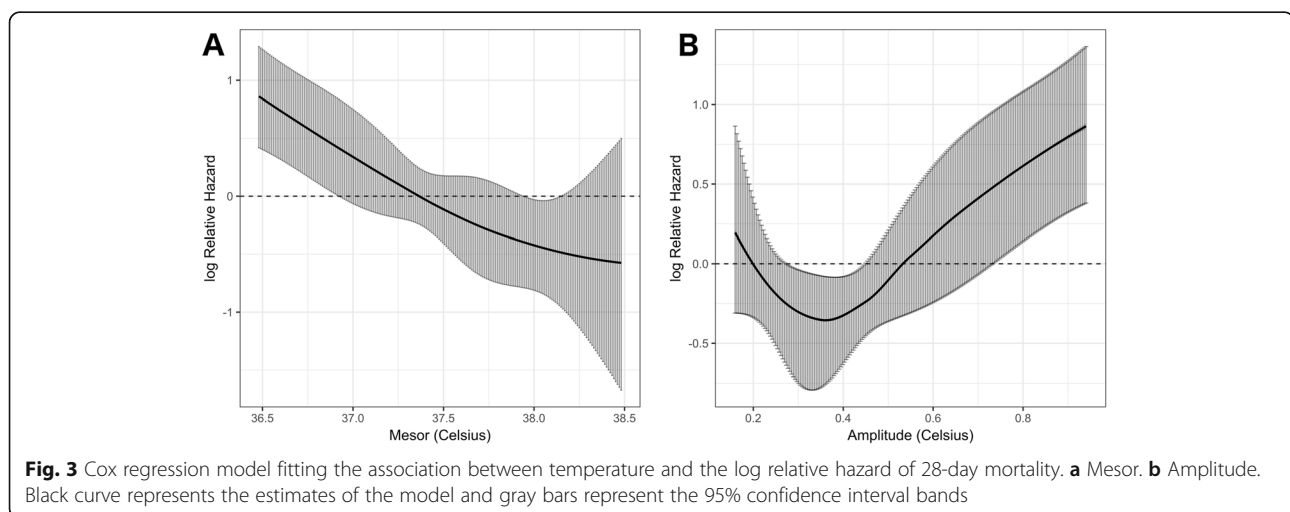 A
B
1
0
-1
log Relative Hazard
36.5 37.0 37.5 38.0 38.5
Mesor (Celsius)
1.0
0.5
0.0
-0.5
log Relative Hazard
0.2 0.4 0.6 0.8
Amplitude (Celsius)
Fig. 3 Cox regression model fitting the association between temperature and the log relative hazard of 28-day mortality. a Mesor. b Amplitude.
Black curve represents the estimates of the model and gray bars represent the 95% confidence interval bands